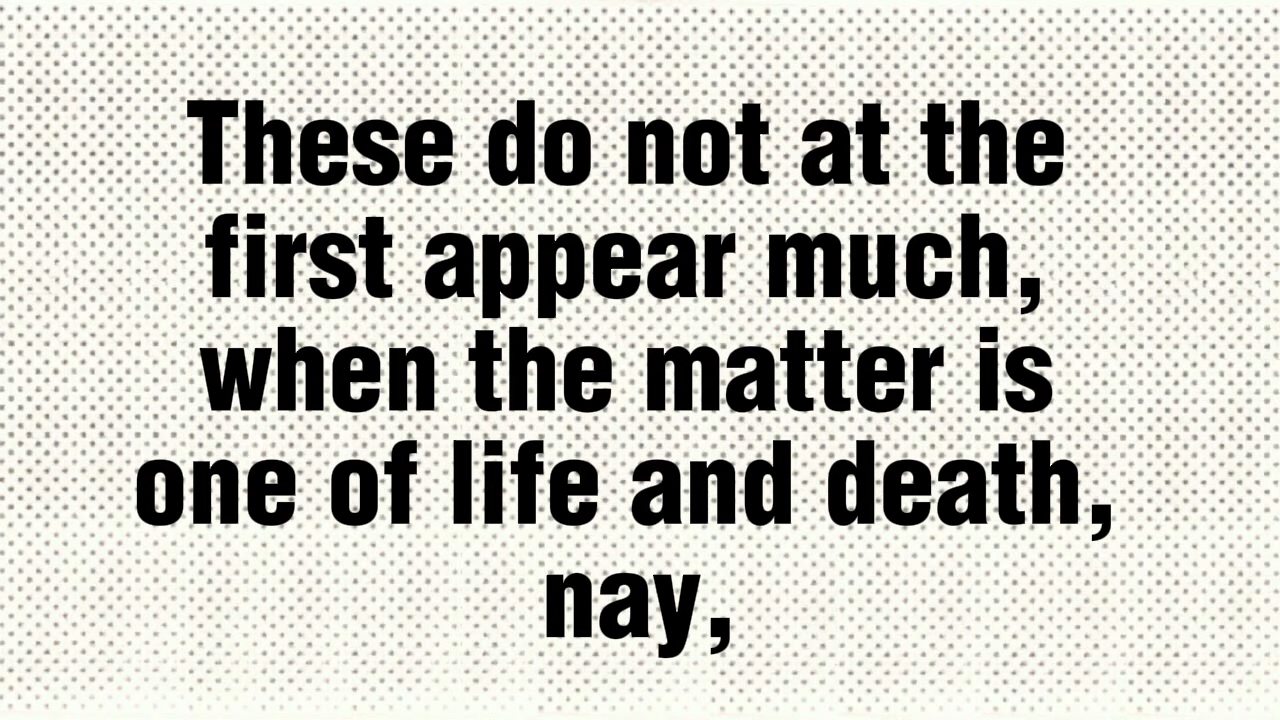 These do not at the
first appear much,
when the matter is
one of life and death,
nay,